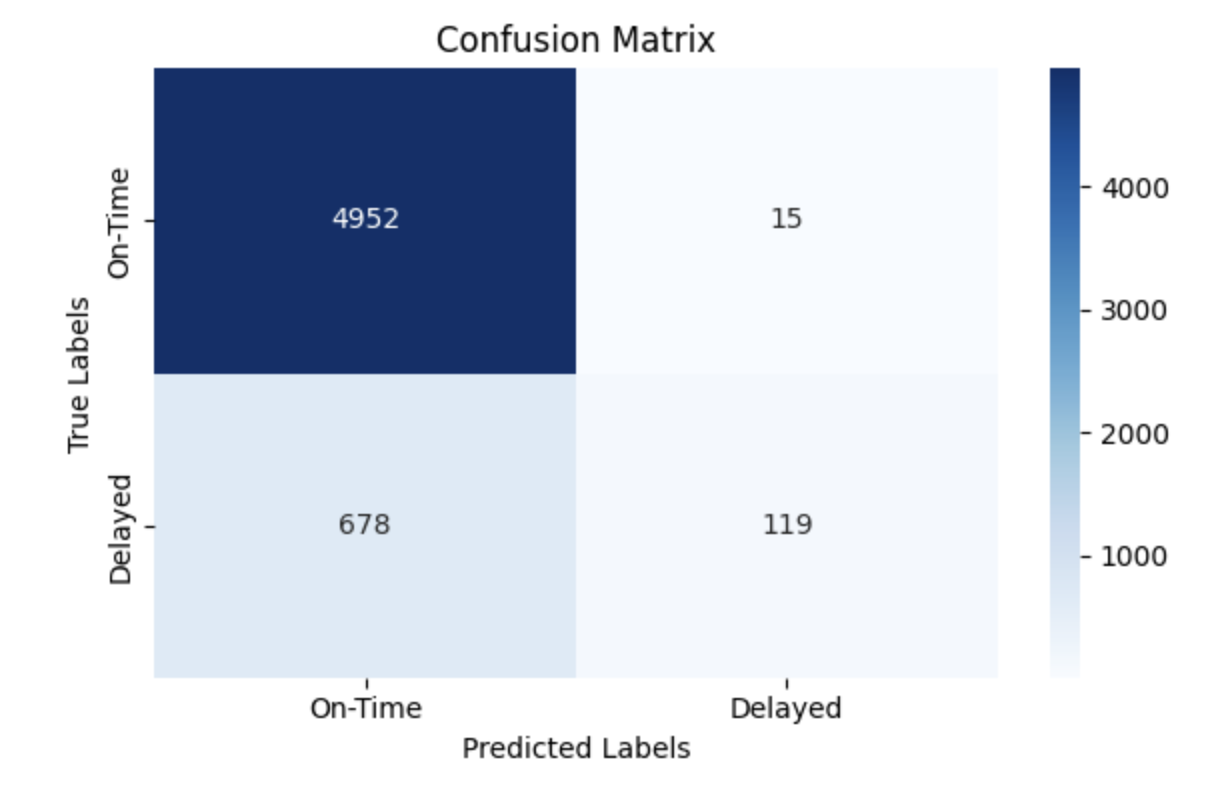 Confusion Matrix
True Labels
On-Time
Delayed
4952
15
678
119
On-Time
Delayed
Predicted Labels
4000
3000
2000
1000